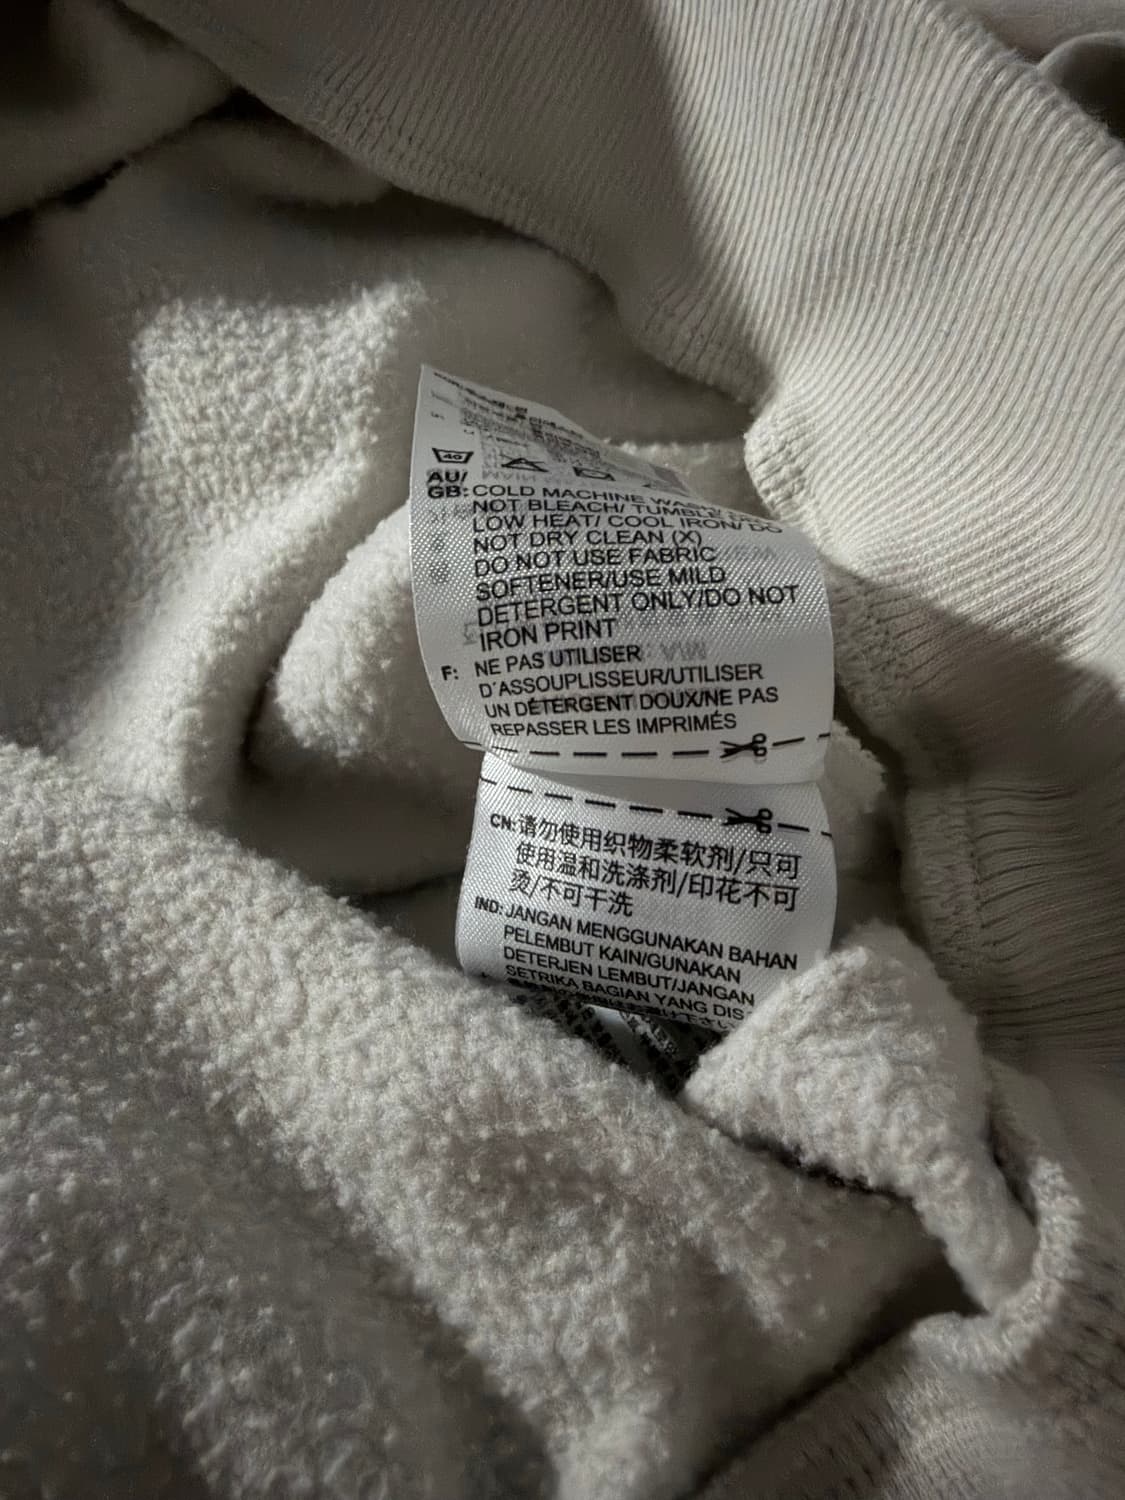 40
AU/
GB: COLD MACHINE
NOT BLEACH/ TUMBLE
LOW HEAT/ COOL IRON/ DO
NOT DRY CLEAN (X)
DO NOT USE FABRIC
SOFTENER/USE MILD
DETERGENT ONLY/DO NOT
IRON PRINT
F: NE PAS UTILISER
D'ASSOUPLISSEUR/UTILISER
UN DÉTERGENT DOUX/NE PAS
REPASSER LES IMPRIMÉS
CN:请勿使用织物柔软剂/只可
使用温和洗涤剂/印花不可
烫/不可干洗
IND: JANGAN MENGGUNAKAN BAHAN
PELEMBUT KAIN/GUNAKAN
DETERJEN LEMBUT/JANGAN
SETRIKA BAGIAN YANG